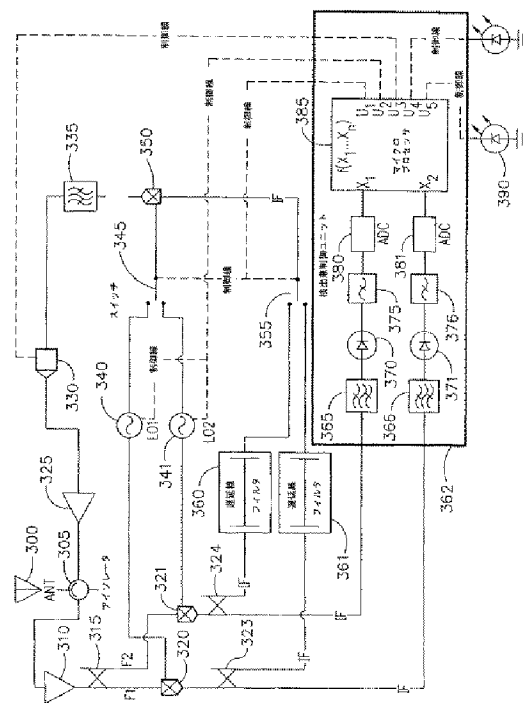 300
ANT
305
アイソレータ
310
315
F1
F2
320
321
323
324
325
330
335
340
341
LO1
LO2
345
スイッチ
350
355
制御線
制御線
制御線
制御線
制御線
制御線
制御線
IF
IF
IF
IF
IF
360
遅延線
フィルタ
361
遅延線
フィルタ
362
検出兼制御ユニット
365
366
370
371
375
376
380
ADC
381
ADC
385
f(X1...Xn)
マイクロ
プロセッサ
X1
X2
U1
U2
U3
U4
U5
390